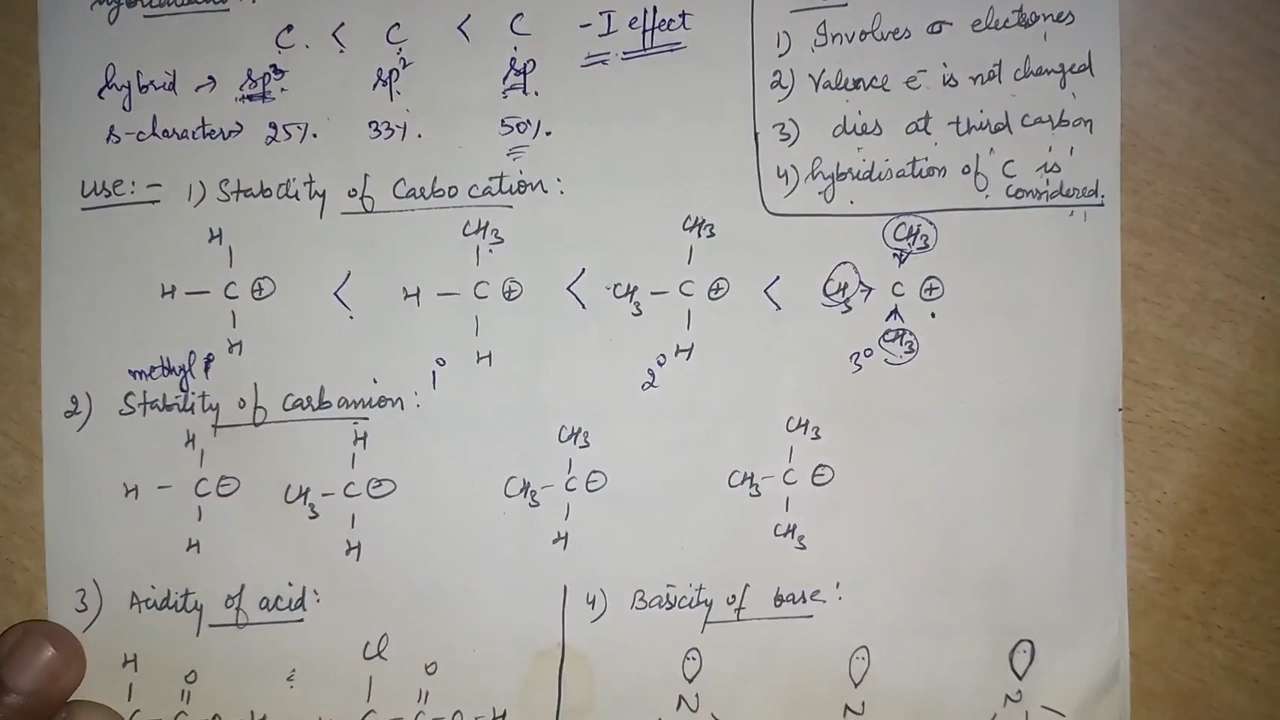 C. < C < C - I effect
hybrid → sp³ sp² sp
s-character → 25%. 33%. 50%.
1) Involves σ electrones
2) Valence e⁻ is not changed
3) dies at third carbon
4) hybridisation of "C is"
considered.
use:- 1) Stability of Carbocation:
H CH3 CH3 CH3
H - C ⊕ < H - C ⊕ < CH3 - C ⊕ < CH3 → C ⊕
H H H CH3
methyl 1° 2° 3°
2) Stability of carbanion:
H H CH3 CH3
H - C ⊖ CH3 - C ⊖ CH3 - C ⊖ CH3 - C ⊖
H H H CH3
3) Acidity of acid:
4) Basicity of base:
H O Cl O
N N N